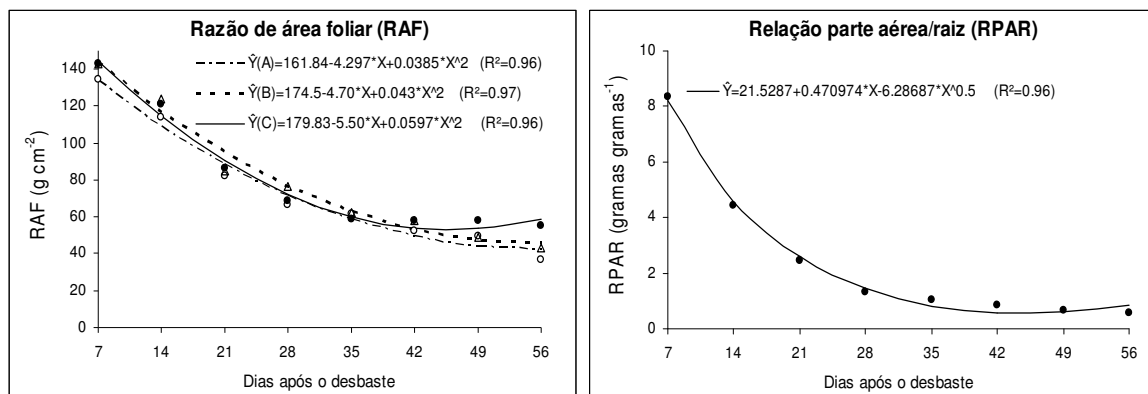 Razão de área foliar (RAF)
Ŷ(A)=161.84-4.297*X+0.0385*X^2 (R²=0.96)
Ŷ(B)=174.5-4.70*X+0.043*X^2 (R²=0.97)
Ŷ(C)=179.83-5.50*X+0.0597*X^2 (R²=0.96)
RAF (g cm⁻²)
140
120
100
80
60
40
20
0
7 14 21 28 35 42 49 56
Dias após o desbaste
Relação parte aérea/raiz (RPAR)
Ŷ=21.5287+0.470974*X-6.28687*X^0.5 (R²=0.96)
RPAR (gramas gramas⁻¹)
10
8
6
4
2
0
7 14 21 28 35 42 49 56
Dias após o desbaste